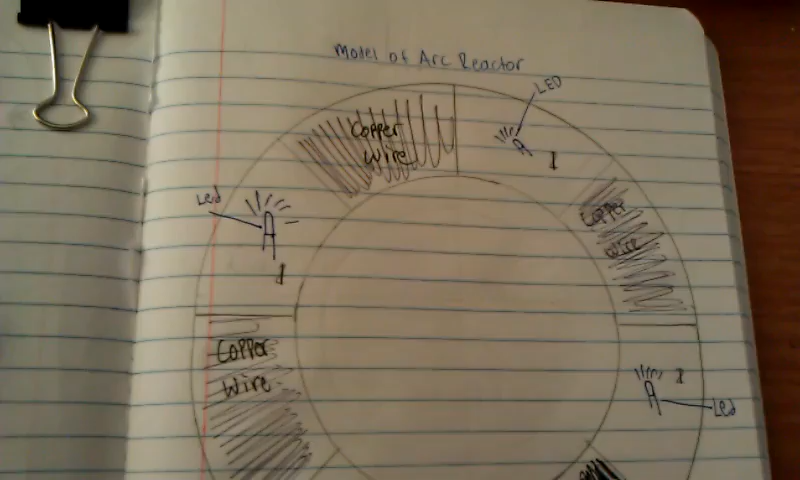 Model of Arc Reactor
LED
Copper
wire
I
Led
Copper
wire
I
Copper
wire
I
Led